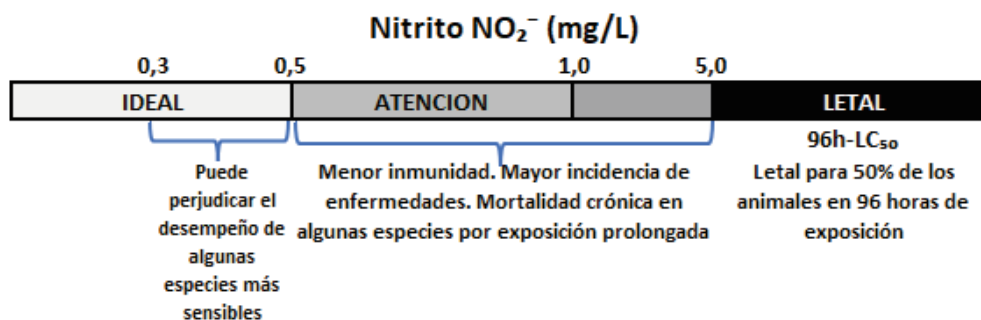 Nitrito NO₂⁻ (mg/L)
0,3 0,5 1,0 5,0
IDEAL ATENCION LETAL
Puede
perjudicar el
desempeño de
algunas
especies más
sensibles
Menor inmunidad. Mayor incidencia de
enfermedades. Mortalidad crónica en
algunas especies por exposición prolongada
96h-LC₅₀
Letal para 50% de los
animales en 96 horas de
exposición